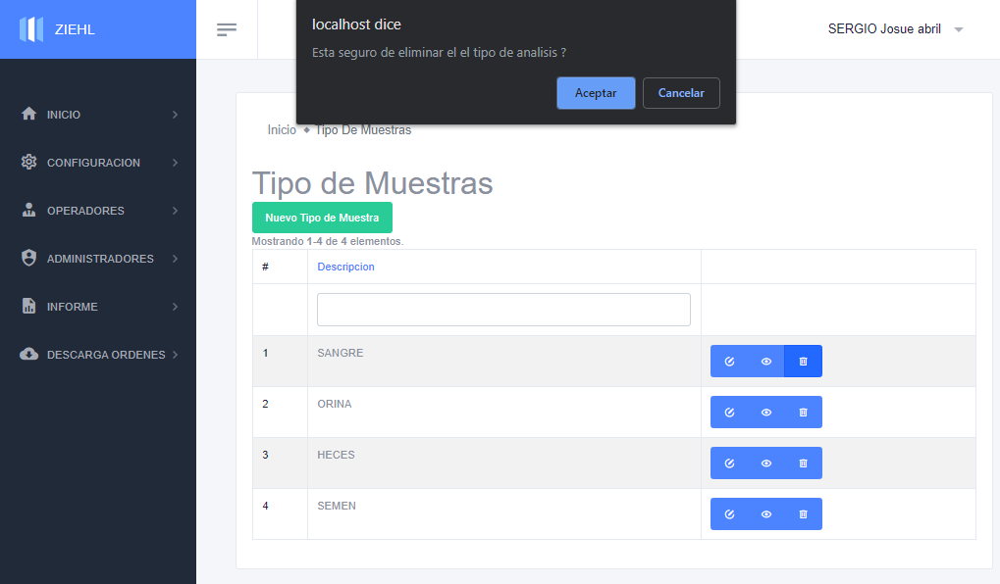 ZIEHL
localhost dice
Esta seguro de eliminar el el tipo de analisis ?
Aceptar Cancelar
SERGIO Josue abril
INICIO
CONFIGURACION
OPERADORES
ADMINISTRADORES
INFORME
DESCARGA ORDENES
Inicio Tipo De Muestras
Tipo de Muestras
Nuevo Tipo de Muestra
Mostrando 1-4 de 4 elementos.
# Descripcion
1 SANGRE
2 ORINA
3 HECES
4 SEMEN